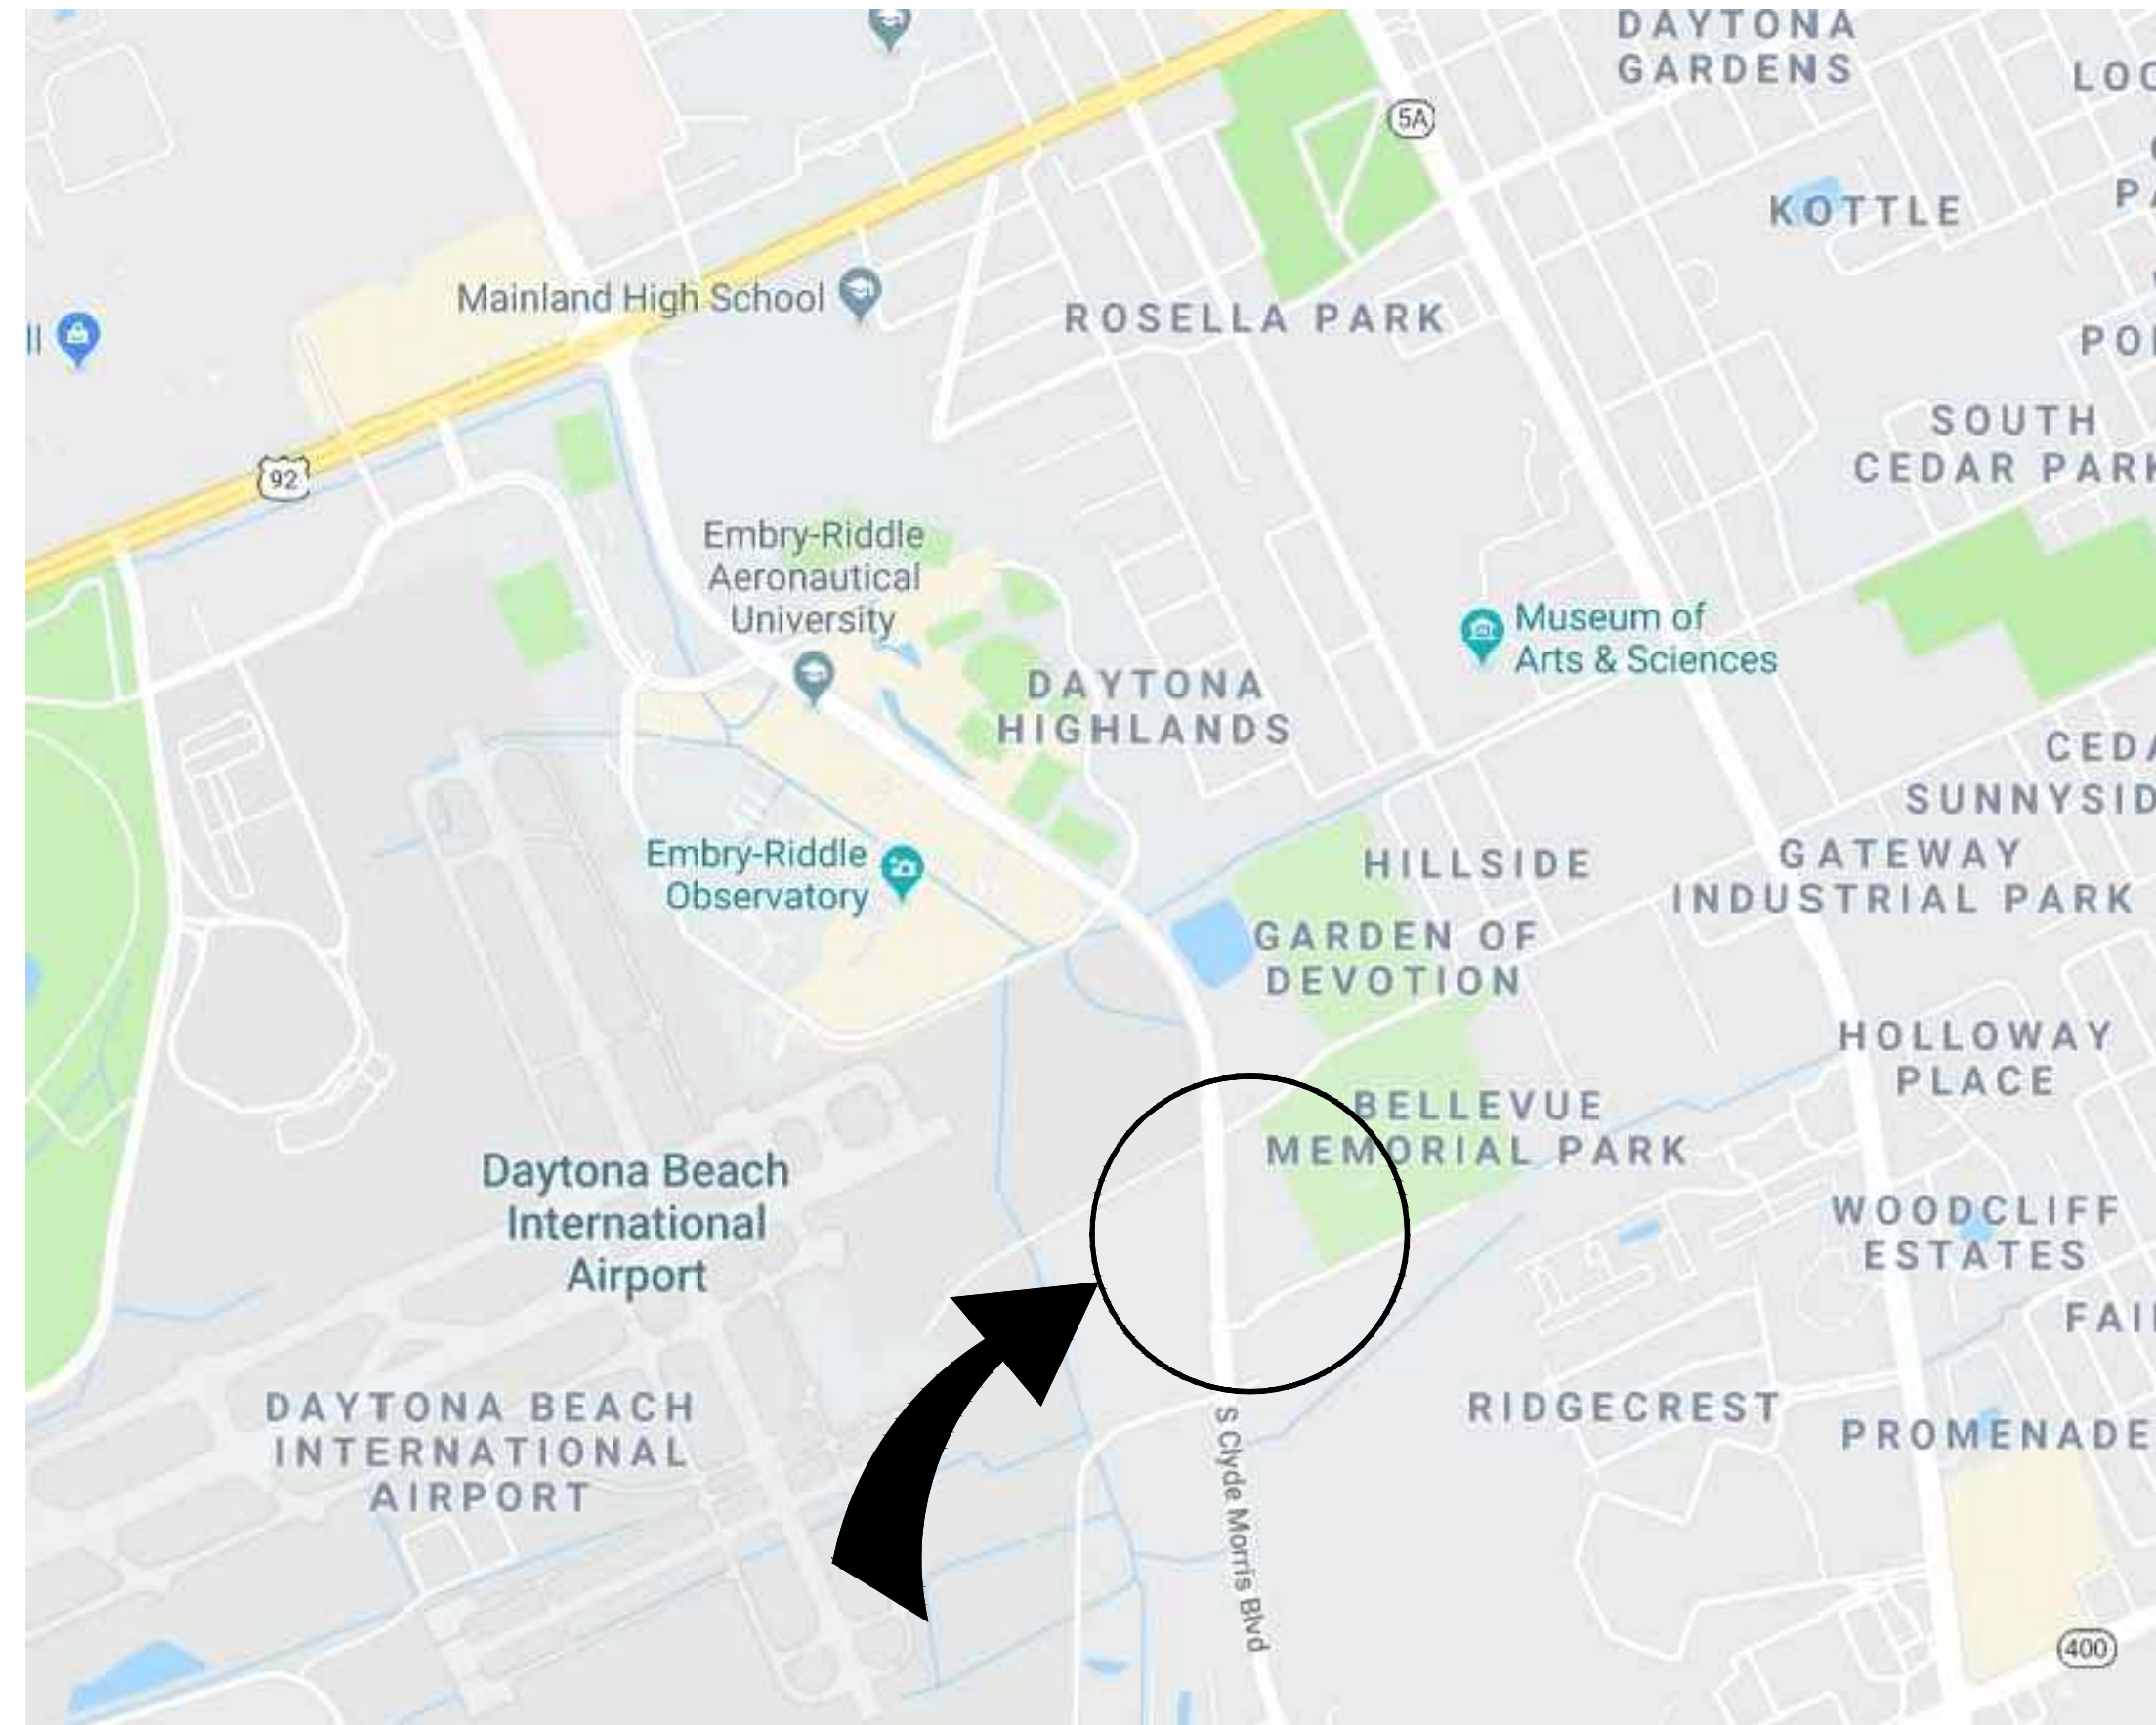 DAYTONA
GARDENS
LOC
5A
KOTTLE
PA
Mainland High School
ll
ROSELLA PARK
PO
SOUTH
CEDAR PARK
92
Embry-Riddle
Aeronautical
University
Museum of
Arts & Sciences
DAYTONA
HIGHLANDS
CEDA
SUNNYSID
Embry-Riddle
Observatory
HILLSIDE
GATEWAY
INDUSTRIAL PARK
GARDEN OF
DEVOTION
HOLLOWAY
PLACE
BELLEVUE
MEMORIAL PARK
Daytona Beach
International
Airport
WOODCLIFF
ESTATES
FAI
DAYTONA BEACH
INTERNATIONAL
AIRPORT
RIDGECREST
PROMENADE
S Clyde Morris Blvd
400